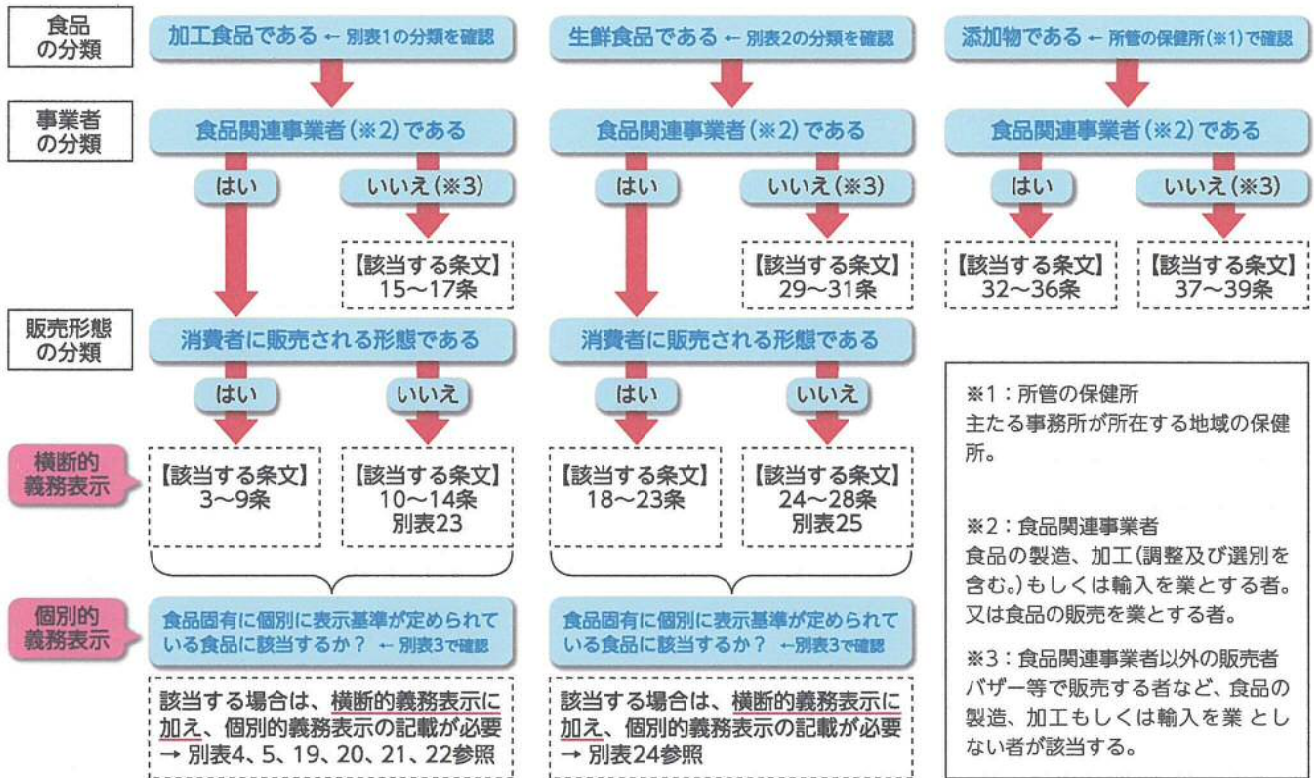 食品
の分類
加工食品である ← 別表1の分類を確認
生鮮食品である ← 別表2の分類を確認
添加物である ← 所管の保健所(※1)で確認
事業者
の分類
食品関連事業者(※2)である
食品関連事業者(※2)である
食品関連事業者(※2)である
はい
いいえ(※3)
はい
いいえ(※3)
はい
いいえ(※3)
【該当する条文】
15～17条
【該当する条文】
29～31条
【該当する条文】
32～36条
【該当する条文】
37～39条
販売形態
の分類
消費者に販売される形態である
消費者に販売される形態である
はい
いいえ
はい
いいえ
横断的
義務表示
【該当する条文】
3～9条
【該当する条文】
10～14条
別表23
【該当する条文】
18～23条
【該当する条文】
24～28条
別表25
個別的
義務表示
食品固有に個別に表示基準が定められて
いる食品に該当するか？ ← 別表3で確認
食品固有に個別に表示基準が定められて
いる食品に該当するか？ ←別表3で確認
該当する場合は、横断的義務表示に
加え、個別的義務表示の記載が必要
→ 別表4、5、19、20、21、22参照
該当する場合は、横断的義務表示に
加え、個別的義務表示の記載が必要
→ 別表24参照
※1：所管の保健所
主たる事務所が所在する地域の保健
所。
※2：食品関連事業者
食品の製造、加工(調整及び選別を
含む。)もしくは輸入を業とする者。
又は食品の販売を業とする者。
※3：食品関連事業者以外の販売者
バザー等で販売する者など、食品の
製造、加工もしくは輸入を業 とし
ない者が該当する。